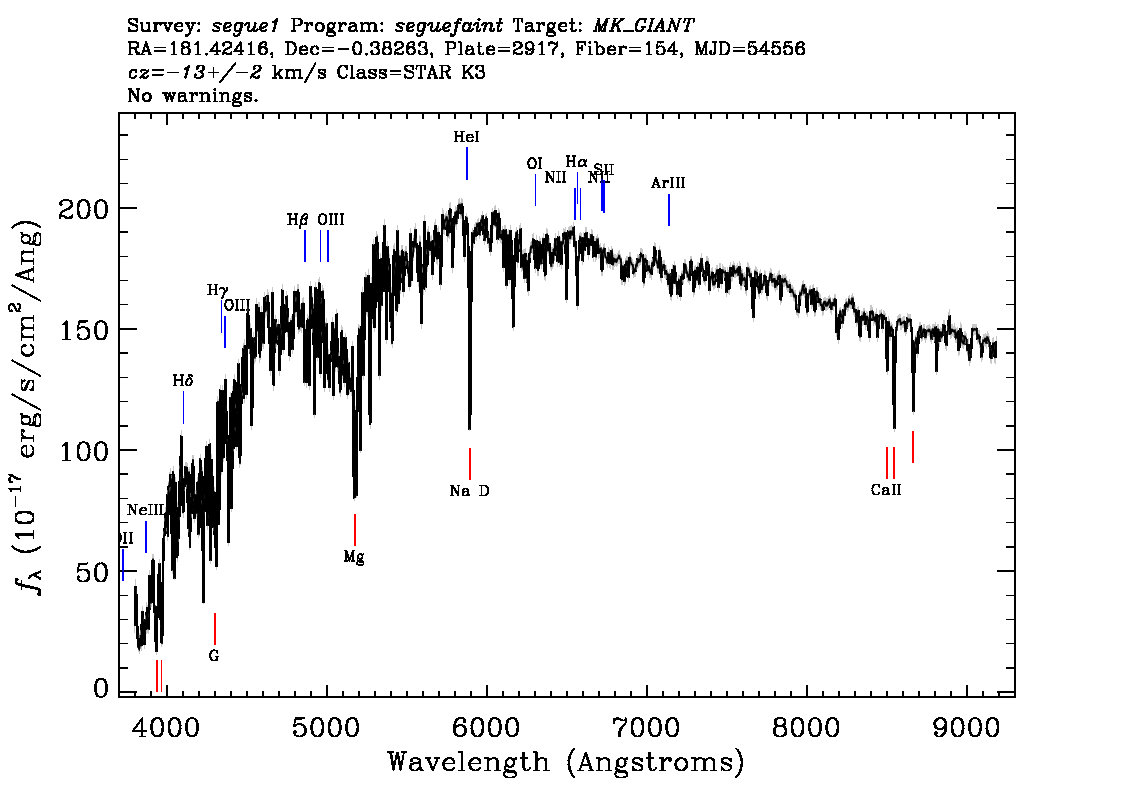 Survey: segue1 Program: seguefaint Target: MK_GIANT
RA=181.42416, Dec=-0.38263, Plate=2917, Fiber=154, MJD=54556
cz=-13+/-2 km/s Class=STAR K3
No warnings.
HeI
OI
Hα
SII
NII
NII
ArIII
Hβ
OIII
Hγ
OIII
Hδ
NeIII
OII
Na D
CaII
Mg
G
200
150
100
50
0
4000
5000
6000
7000
8000
9000
Wavelength (Angstroms)
f_λ (10^−17 erg/s/cm^2/Ang)